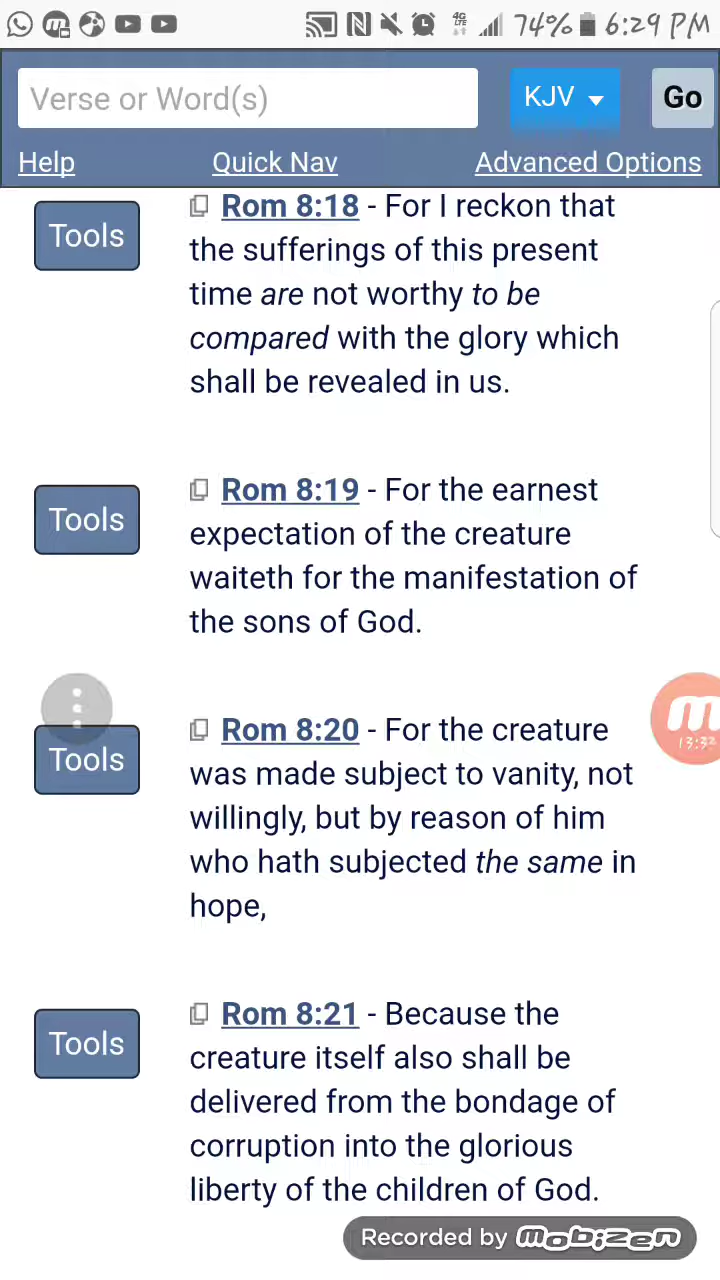 4G LTE 74% 6:29 PM
Verse or Word(s) KJV Go
Help Quick Nav Advanced Options
Tools
Rom 8:18 - For I reckon that
the sufferings of this present
time are not worthy to be
compared with the glory which
shall be revealed in us.
Tools
Rom 8:19 - For the earnest
expectation of the creature
waiteth for the manifestation of
the sons of God.
Tools
Rom 8:20 - For the creature
was made subject to vanity, not
willingly, but by reason of him
who hath subjected the same in
hope,
m
13:32
Tools
Rom 8:21 - Because the
creature itself also shall be
delivered from the bondage of
corruption into the glorious
liberty of the children of God.
Recorded by mobizen